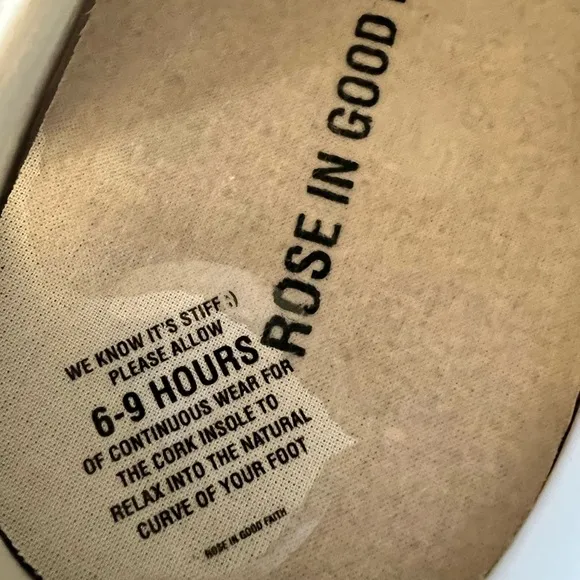 ROSE IN GOOD
WE KNOW IT'S STIFF :)
PLEASE ALLOW
6-9 HOURS
OF CONTINUOUS WEAR FOR
THE CORK INSOLE TO
RELAX INTO THE NATURAL
CURVE OF YOUR FOOT
ROSE IN GOOD FAITH